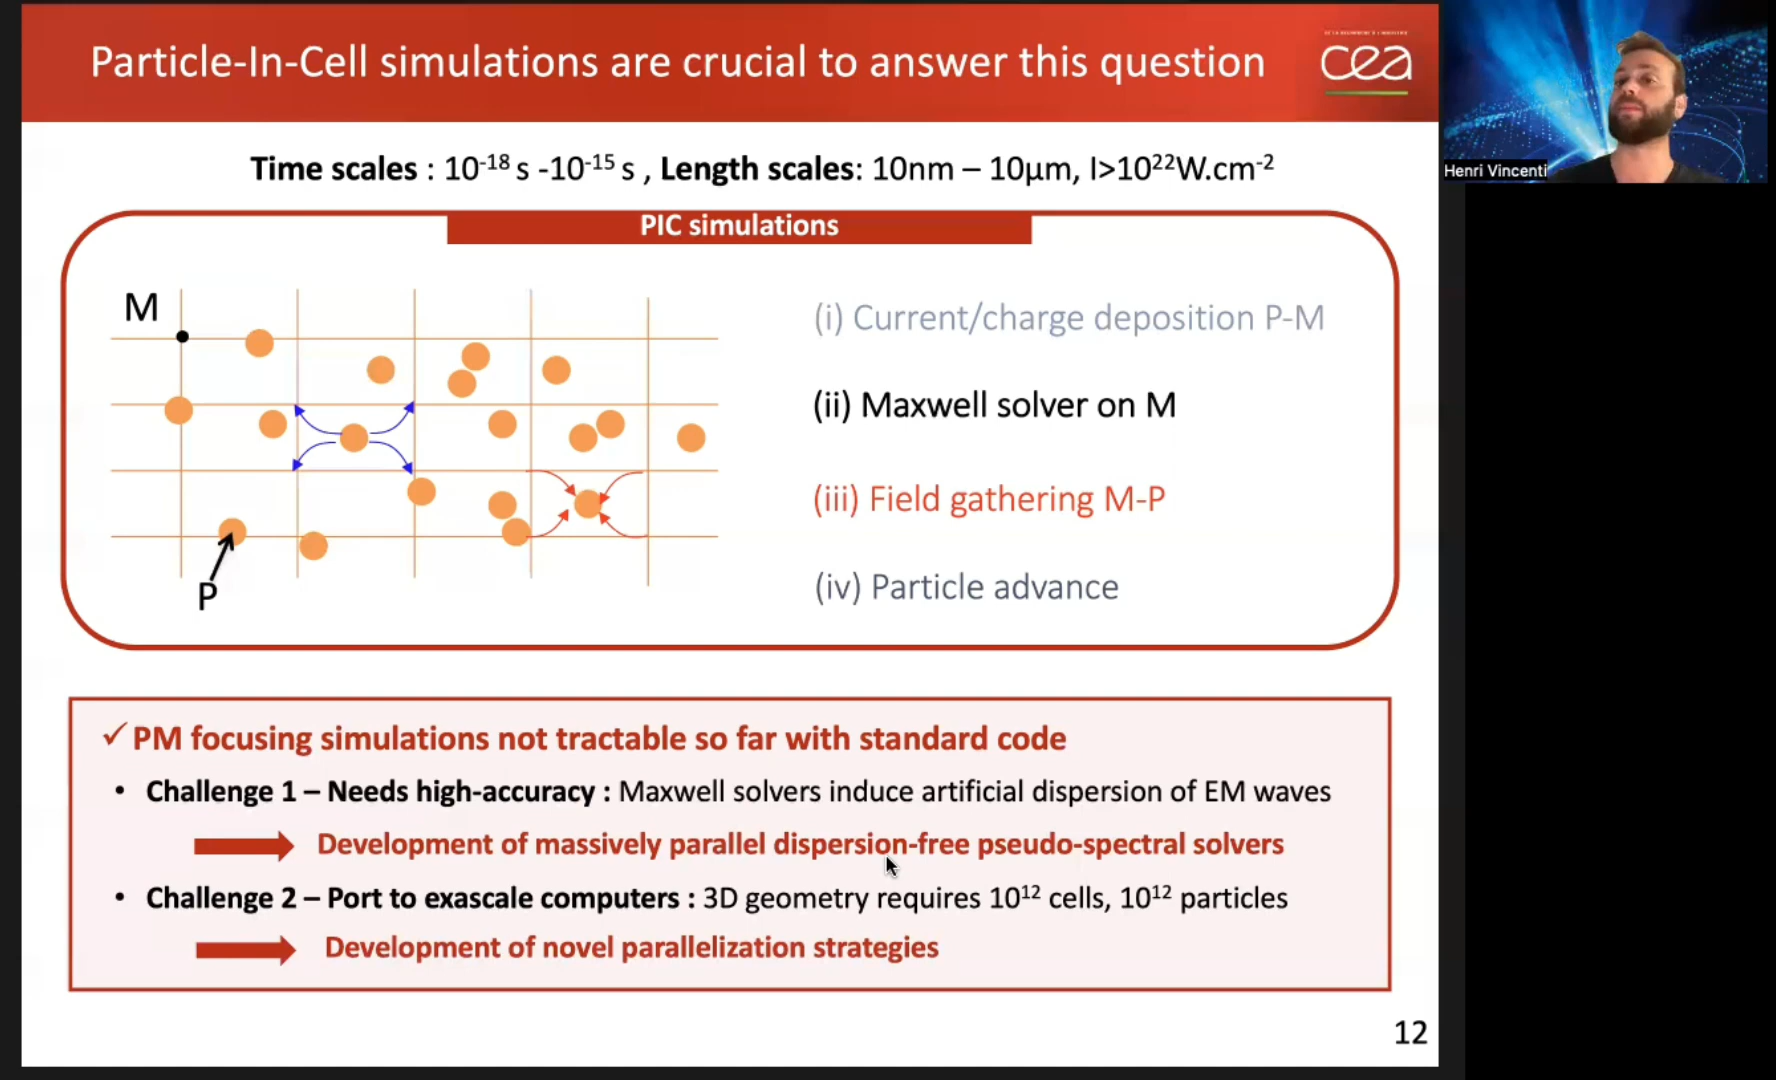 Particle-In-Cell simulations are crucial to answer this question
cea
Henri Vincenti
Time scales : 10⁻¹⁸ s -10⁻¹⁵ s , Length scales: 10nm – 10µm, I>10²²W.cm⁻²
PIC simulations
M
(i) Current/charge deposition P-M
(ii) Maxwell solver on M
(iii) Field gathering M-P
(iv) Particle advance
P
✓ PM focusing simulations not tractable so far with standard code
• Challenge 1 – Needs high-accuracy : Maxwell solvers induce artificial dispersion of EM waves
Development of massively parallel dispersion-free pseudo-spectral solvers
• Challenge 2 – Port to exascale computers : 3D geometry requires 10¹² cells, 10¹² particles
Development of novel parallelization strategies
12